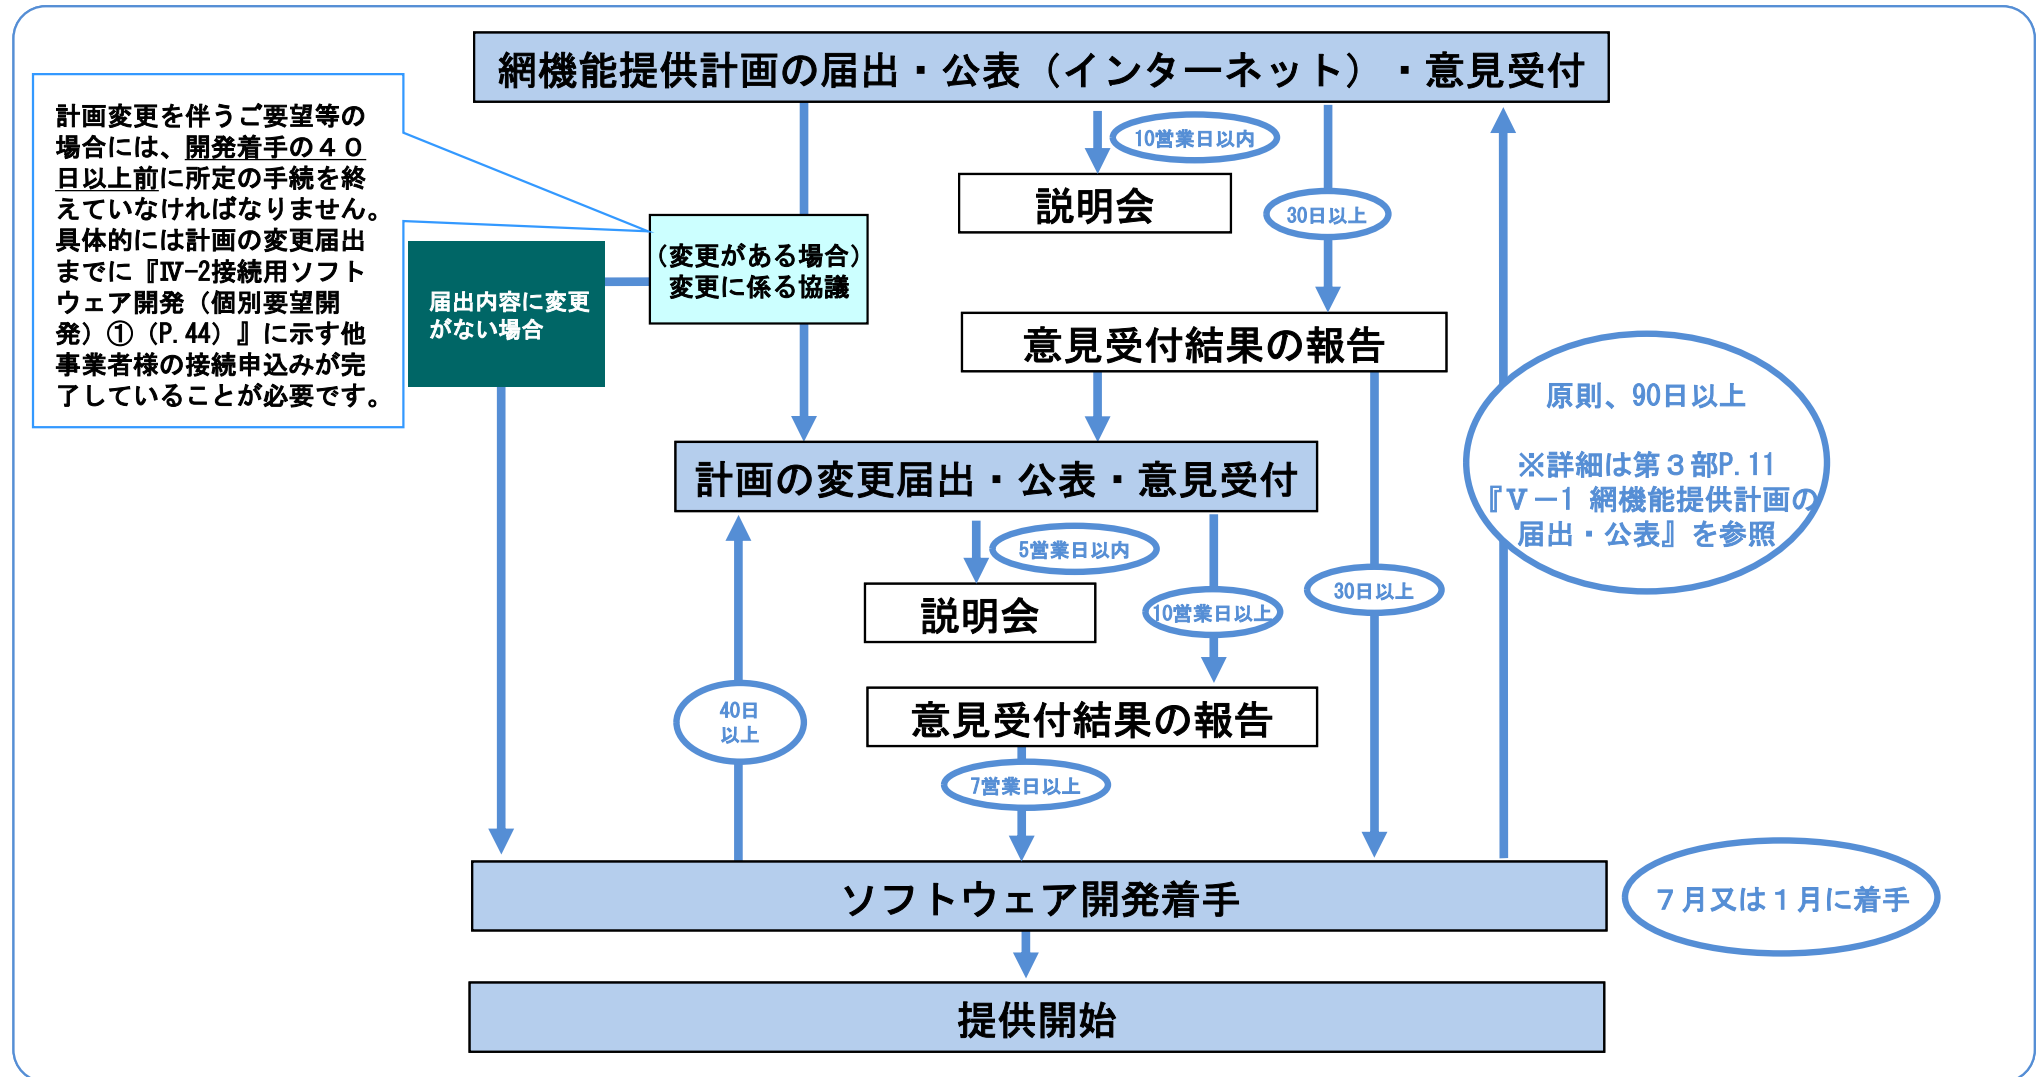 網機能提供計画の届出・公表（インターネット）・意見受付
計画変更を伴うご要望等の
場合には、開発着手の４０
日以上前に所定の手続を終
えていなければなりません。
具体的には計画の変更届出
までに『Ⅳ-2接続用ソフト
ウェア開発（個別要望開
発）①（P.44）』に示す他
事業者様の接続申込みが完
了していることが必要です。
10営業日以内
説明会
30日以上
（変更がある場合）
変更に係る協議
届出内容に変更
がない場合
意見受付結果の報告
原則、90日以上
※詳細は第３部P.11
『Ⅴ－1 網機能提供計画の
届出・公表』を参照
計画の変更届出・公表・意見受付
5営業日以内
説明会
10営業日以上
30日以上
40日
以上
意見受付結果の報告
7営業日以上
ソフトウェア開発着手
７月又は１月に着手
提供開始